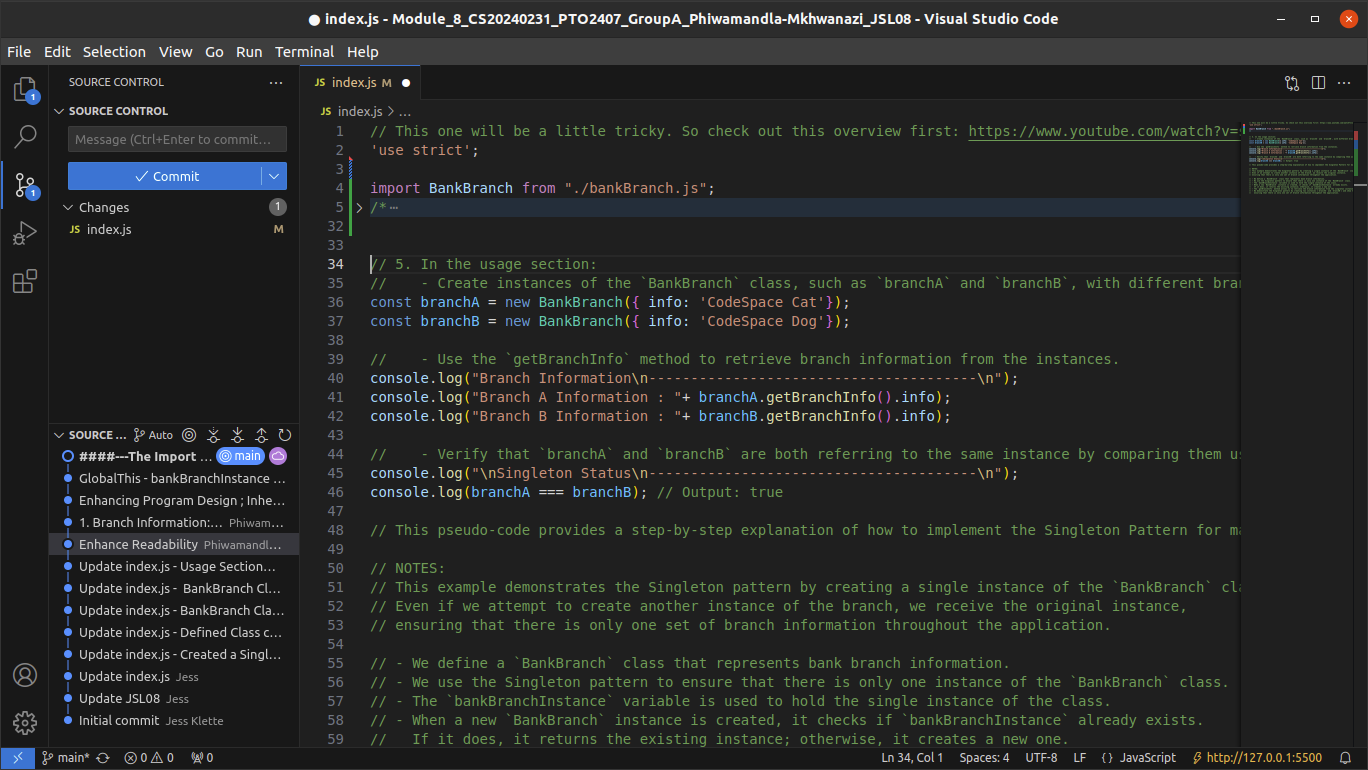 index.js - Module_8_CS20240231_PTO2407_GroupA_Phiwamandla-Mkhwanazi_JSL08 - Visual Studio Code
File Edit Selection View Go Run Terminal Help
SOURCE CONTROL
SOURCE CONTROL
Message (Ctrl+Enter to commit...
Commit
Changes 1
JS index.js M
1
1
SOURCE ... Auto
####---The Import ... main
GlobalThis - bankBranchInstance ...
Enhancing Program Design ; Inhe...
1. Branch Information:... Phiwam...
Enhance Readability Phiwamandl...
Update index.js - Usage Section...
Update index.js - BankBranch Cl...
Update index.js - BankBranch Cla...
Update index.js - Defined Class c...
Update index.js - Created a Singl...
Update index.js Jess
Update JSL08 Jess
Initial commit Jess Klette
JS index.js M
JS index.js > ...
1 // This one will be a little tricky. So check out this overview first: https://www.youtube.com/watch?v=
2 'use strict';
3
4 import BankBranch from "./bankBranch.js";
5 /*
32
33
34 // 5. In the usage section:
35 //    - Create instances of the `BankBranch` class, such as `branchA` and `branchB`, with different bran
36 const branchA = new BankBranch({ info: 'CodeSpace Cat'});
37 const branchB = new BankBranch({ info: 'CodeSpace Dog'});
38
39 //    - Use the `getBranchInfo` method to retrieve branch information from the instances.
40 console.log("Branch Information\n---------------------------------------\n");
41 console.log("Branch A Information : "+ branchA.getBranchInfo().info);
42 console.log("Branch B Information : "+ branchB.getBranchInfo().info);
43
44 //    - Verify that `branchA` and `branchB` are both referring to the same instance by comparing them us
45 console.log("\nSingleton Status\n---------------------------------------\n");
46 console.log(branchA === branchB); // Output: true
47
48 // This pseudo-code provides a step-by-step explanation of how to implement the Singleton Pattern for ma
49
50 // NOTES:
51 // This example demonstrates the Singleton pattern by creating a single instance of the `BankBranch` cla
52 // Even if we attempt to create another instance of the branch, we receive the original instance,
53 // ensuring that there is only one set of branch information throughout the application.
54
55 // - We define a `BankBranch` class that represents bank branch information.
56 // - We use the Singleton pattern to ensure that there is only one instance of the `BankBranch` class.
57 // - The `bankBranchInstance` variable is used to hold the single instance of the class.
58 // - When a new `BankBranch` instance is created, it checks if `bankBranchInstance` already exists.
59 //   If it does, it returns the existing instance; otherwise, it creates a new one.
main* 0 0 0 Ln 34, Col 1 Spaces: 4 UTF-8 LF {} JavaScript http://127.0.0.1:5500